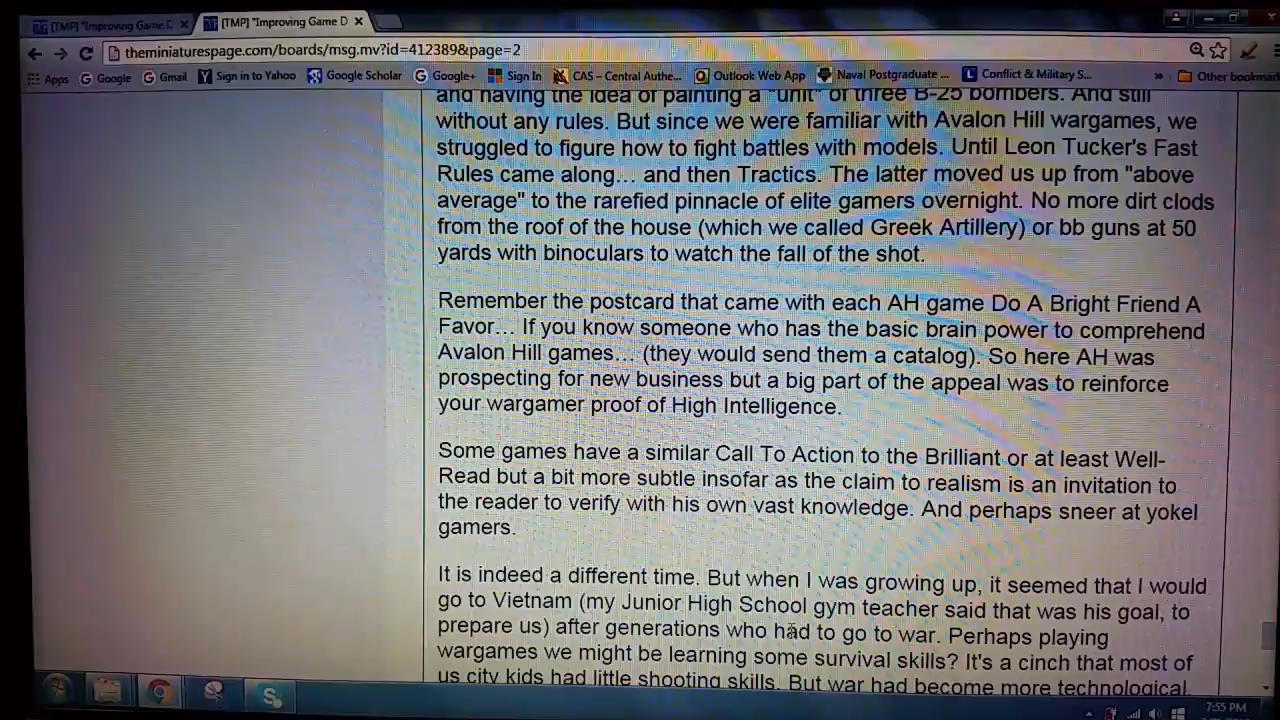 [TMP] "Improving Game D
[TMP] "Improving Game D
theminiaturespage.com/boards/msg.mv?id=412389&page=2
Apps Google Gmail Sign in to Yahoo Google Scholar Google+ Sign In CAS – Central Authe... Outlook Web App Naval Postgraduate ... Conflict & Military S... » Other bookmar
and having the idea of painting a "unit" of three B-25 bombers. And still
without any rules. But since we were familiar with Avalon Hill wargames, we
struggled to figure how to fight battles with models. Until Leon Tucker's Fast
Rules came along... and then Tractics. The latter moved us up from "above
average" to the rarefied pinnacle of elite gamers overnight. No more dirt clods
from the roof of the house (which we called Greek Artillery) or bb guns at 50
yards with binoculars to watch the fall of the shot.
Remember the postcard that came with each AH game Do A Bright Friend A
Favor... If you know someone who has the basic brain power to comprehend
Avalon Hill games... (they would send them a catalog). So here AH was
prospecting for new business but a big part of the appeal was to reinforce
your wargamer proof of High Intelligence.
Some games have a similar Call To Action to the Brilliant or at least Well-
Read but a bit more subtle insofar as the claim to realism is an invitation to
the reader to verify with his own vast knowledge. And perhaps sneer at yokel
gamers.
It is indeed a different time. But when I was growing up, it seemed that I would
go to Vietnam (my Junior High School gym teacher said that was his goal, to
prepare us) after generations who had to go to war. Perhaps playing
wargames we might be learning some survival skills? It's a cinch that most of
us city kids had little shooting skills. But war had become more technological
7:55 PM